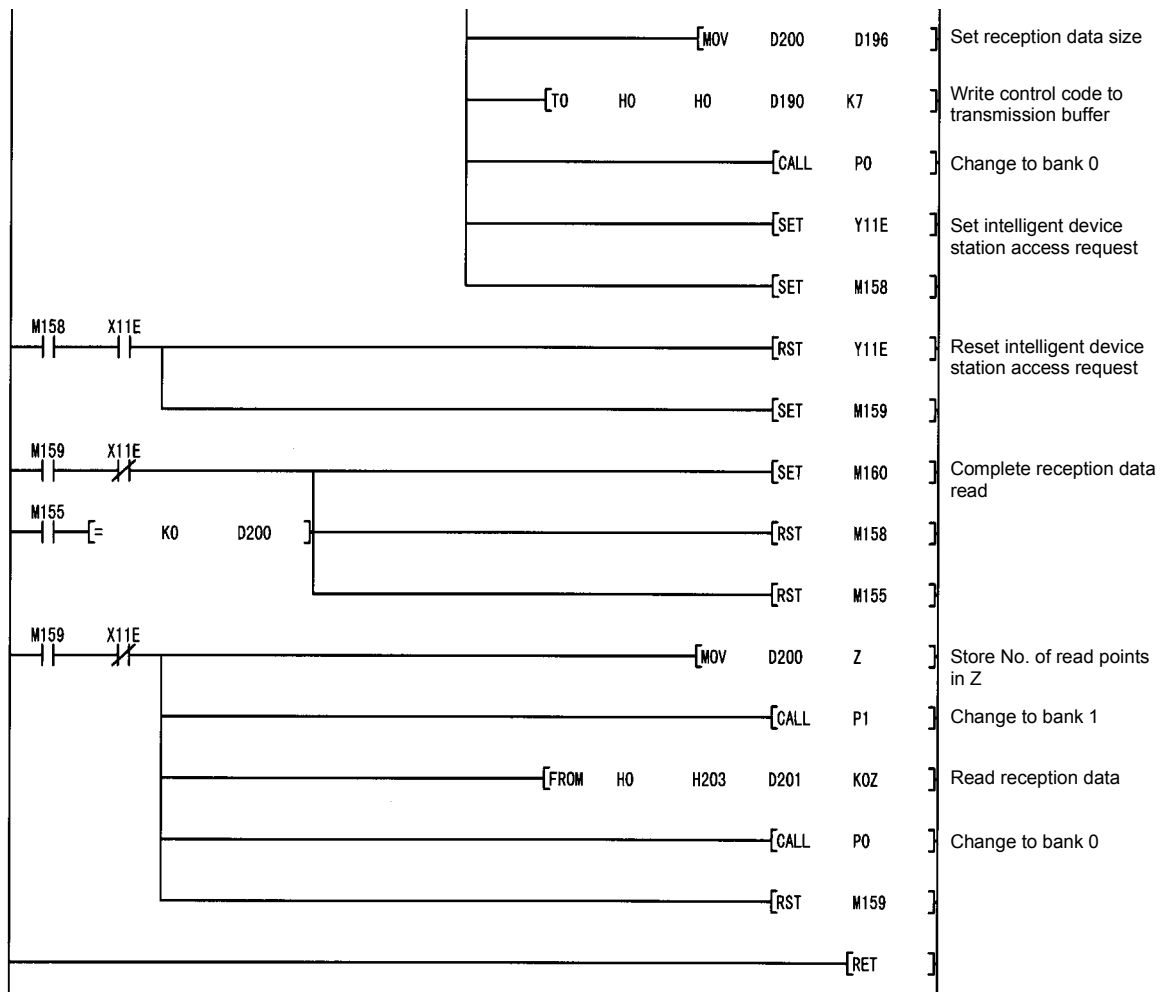 [MOV D200 D196 ] Set reception data size
[TO H0 H0 D190 K7 ] Write control code to
transmission buffer
[CALL P0 ] Change to bank 0
[SET Y11E ] Set intelligent device
station access request
[SET M158 ]
M158 X11E
[RST Y11E ] Reset intelligent device
station access request
[SET M159 ]
M159 X11E
[SET M160 ] Complete reception data
read
M155
[= K0 D200 ] [RST M158 ]
[RST M155 ]
M159 X11E
[MOV D200 Z ] Store No. of read points
in Z
[CALL P1 ] Change to bank 1
[FROM H0 H203 D201 K0Z ] Read reception data
[CALL P0 ] Change to bank 0
[RST M159 ]
[RET ]